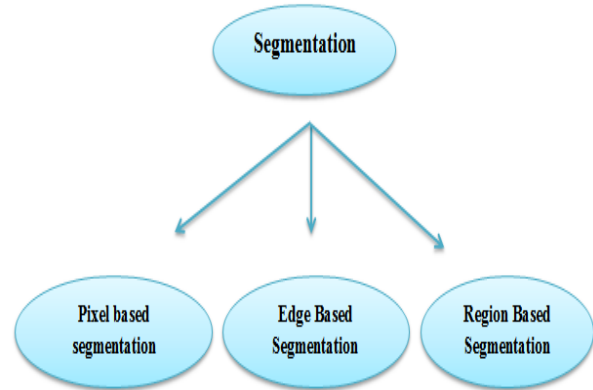 Segmentation
Pixel based
segmentation
Edge Based
Segmentation
Region Based
Segmentation